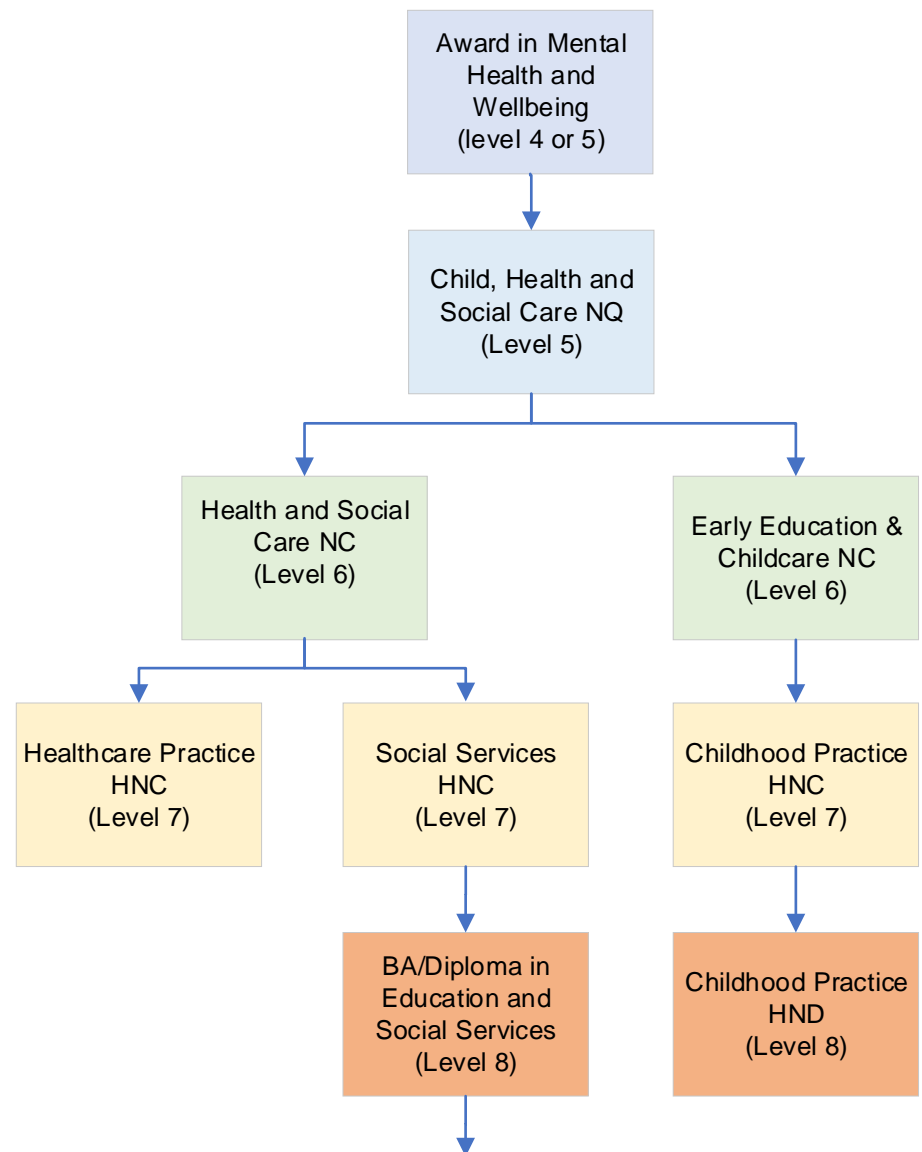 Award in Mental
Health and
Wellbeing
(level 4 or 5)
Child, Health and
Social Care NQ
(Level 5)
Health and Social
Care NC
(Level 6)
Early Education &
Childcare NC
(Level 6)
Healthcare Practice
HNC
(Level 7)
Social Services
HNC
(Level 7)
Childhood Practice
HNC
(Level 7)
BA/Diploma in
Education and
Social Services
(Level 8)
Childhood Practice
HND
(Level 8)